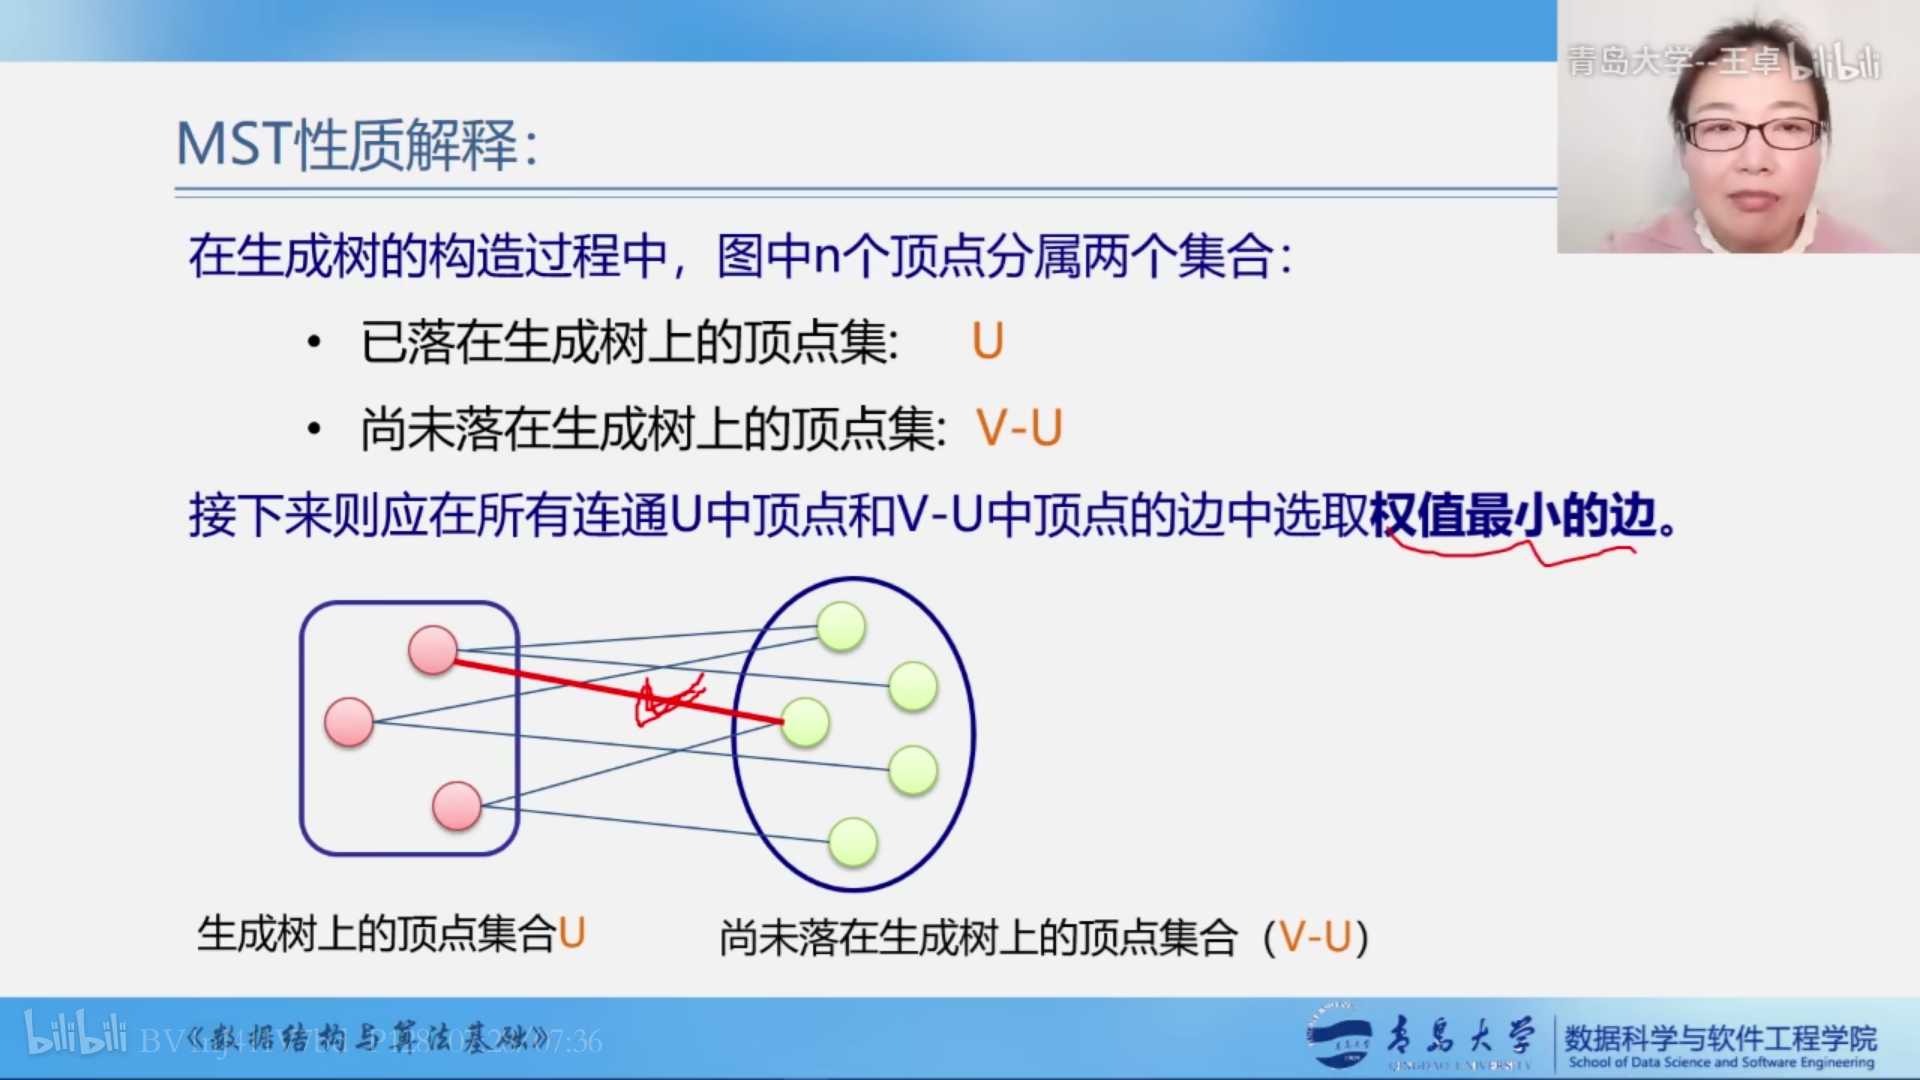 青岛大学--王卓 bilibili
MST性质解释：
在生成树的构造过程中，图中n个顶点分属两个集合：
• 已落在生成树上的顶点集: U
• 尚未落在生成树上的顶点集: V-U
接下来则应在所有连通U中顶点和V-U中顶点的边中选取权值最小的边。
生成树上的顶点集合U
尚未落在生成树上的顶点集合（V-U）
bilibili
《数据结构与算法基础》
07:36
青岛大学
QINGDAO UNIVERSITY
数据科学与软件工程学院
School of Data Science and Software Engineering